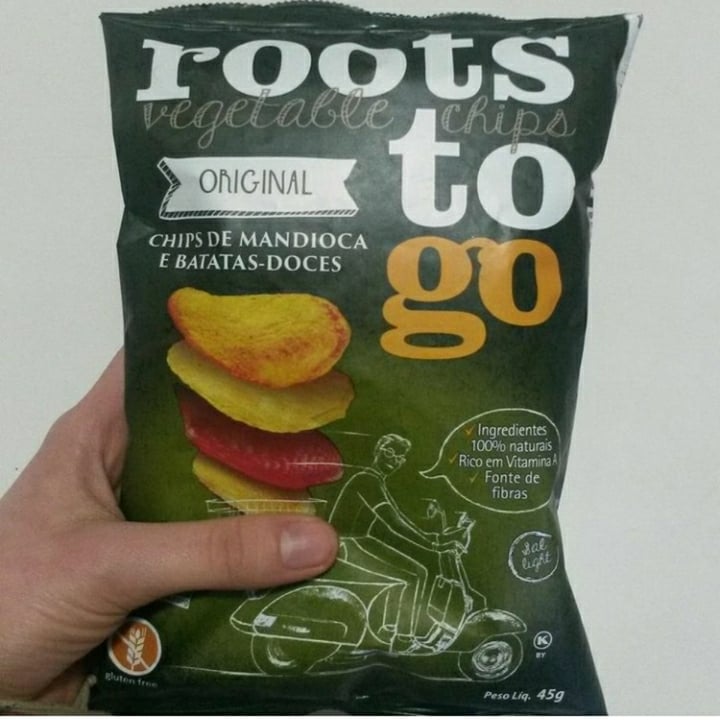 roots
vegetable chips
to
go
ORIGINAL
CHIPS DE MANDIOCA
E BATATAS-DOCES
Ingredientes
100% naturais
Rico em Vitamina A
Fonte de
fibras
Sal
light
gluten free
K
BY
Peso Líq. 45g